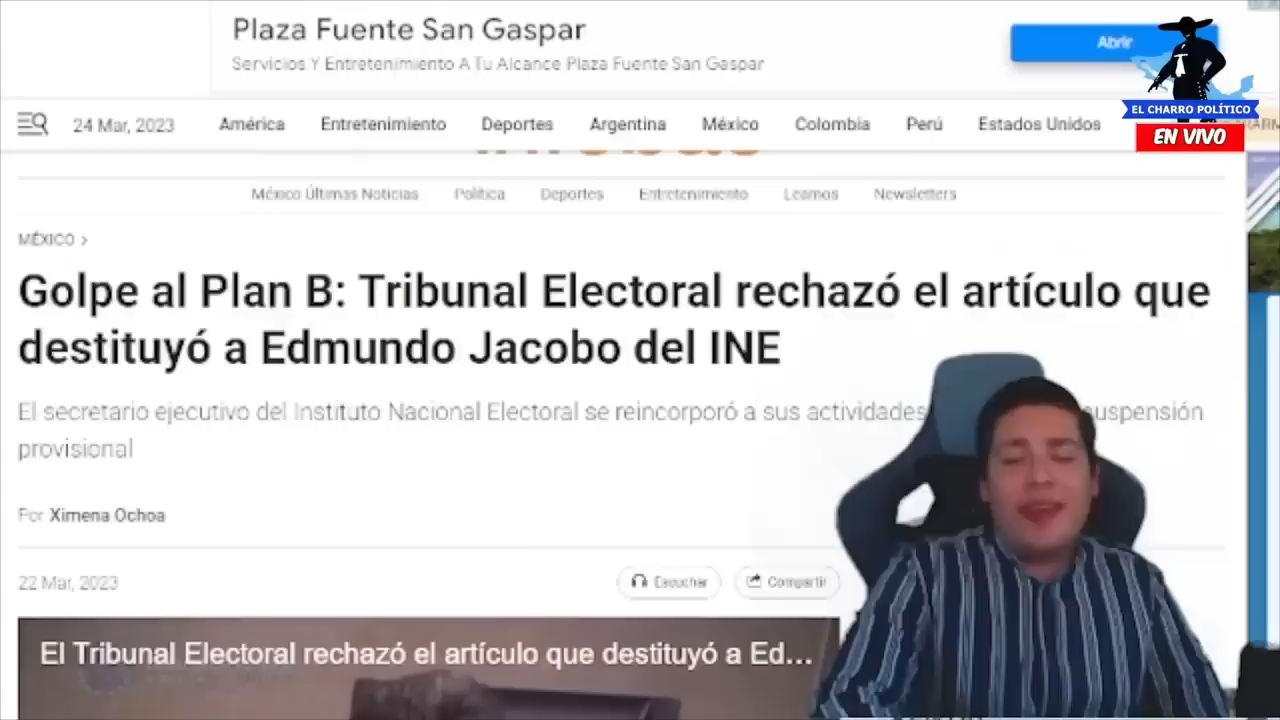 Plaza Fuente San Gaspar
Servicios Y Entretenimiento A Tu Alcance Plaza Fuente San Gaspar
Abrir
EL CHARRO POLÍTICO
EN VIVO
24 Mar, 2023 América Entretenimiento Deportes Argentina México Colombia Perú Estados Unidos
México Últimas Noticias Política Deportes Entretenimiento Leamos Newsletters
MÉXICO >
Golpe al Plan B: Tribunal Electoral rechazó el artículo que
destituyó a Edmundo Jacobo del INE
El secretario ejecutivo del Instituto Nacional Electoral se reincorporó a sus actividades suspensión
provisional
Por Ximena Ochoa
22 Mar, 2023
Escuchar
Compartir
El Tribunal Electoral rechazó el artículo que destituyó a Ed...